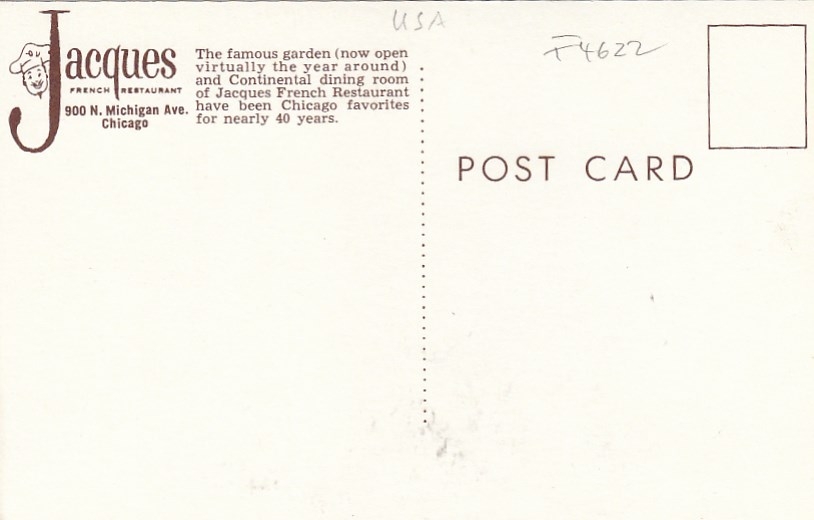 USA
F4622
Jacques
FRENCH RESTAURANT
900 N. Michigan Ave.
Chicago
The famous garden (now open
virtually the year around)
and Continental dining room
of Jacques French Restaurant
have been Chicago favorites
for nearly 40 years.
POST CARD